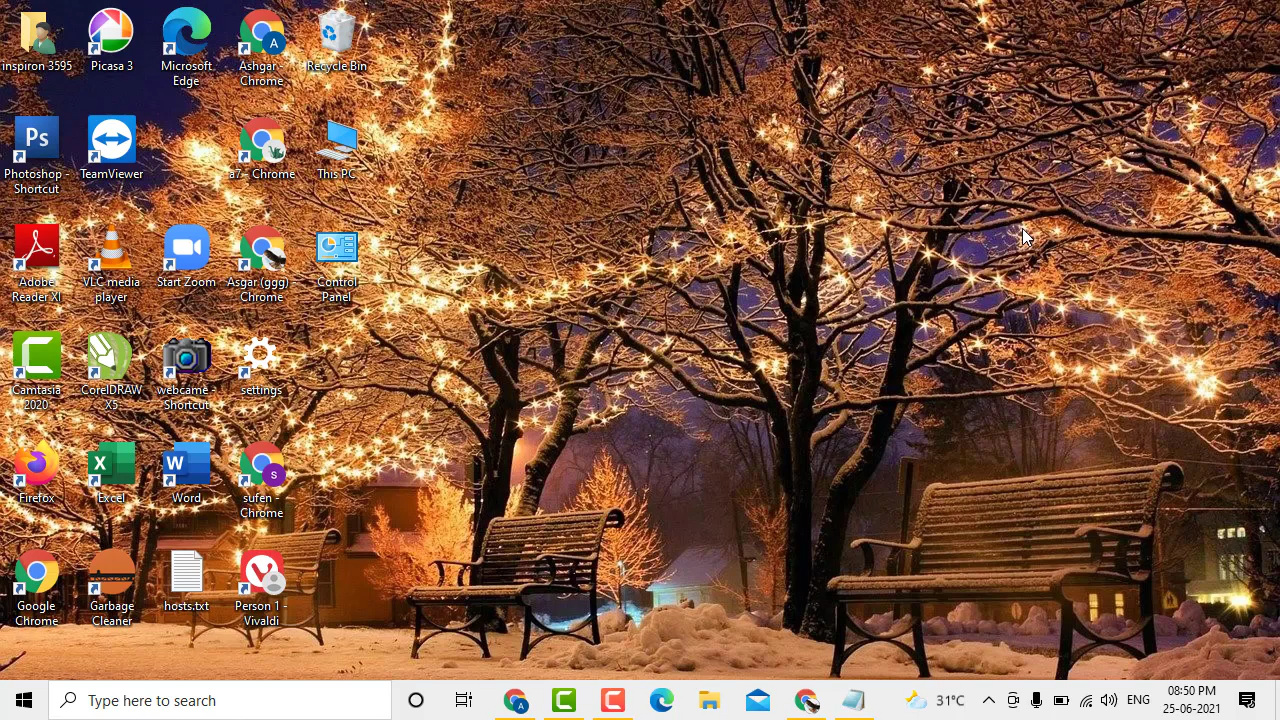 inspiron 3595
Picasa 3
Microsoft
Edge
Ashgar -
Chrome
Recycle Bin
Ps
Photoshop -
Shortcut
TeamViewer
a7 - Chrome
This PC
Adobe
Reader XI
VLC media
player
Start Zoom
Asgar (ggg)
Chrome
Control
Panel
Camtasia
2020
CorelDRAW
X5
webcame -
Shortcut
settings
Firefox
Excel
Word
sufen -
Chrome
Google
Chrome
Garbage
Cleaner
hosts.txt
Person 1 -
Vivaldi
Type here to search
31°C
ENG
08:50 PM
25-06-2021